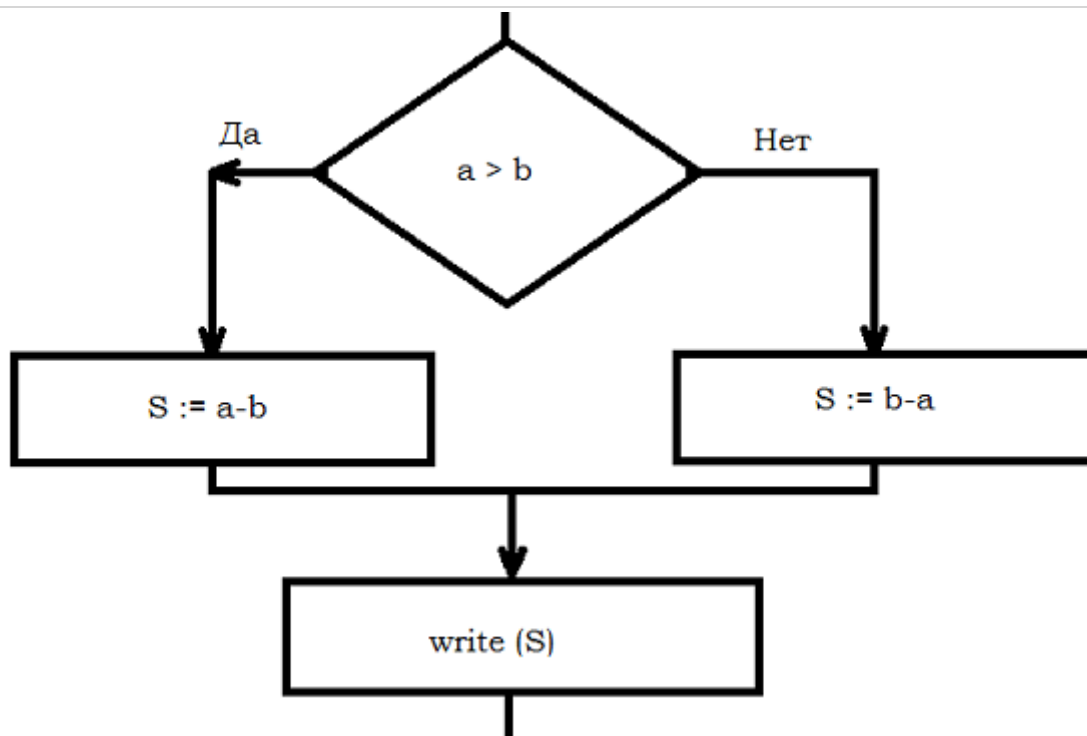 Да
Нет
a > b
S := a-b
S := b-a
write (S)